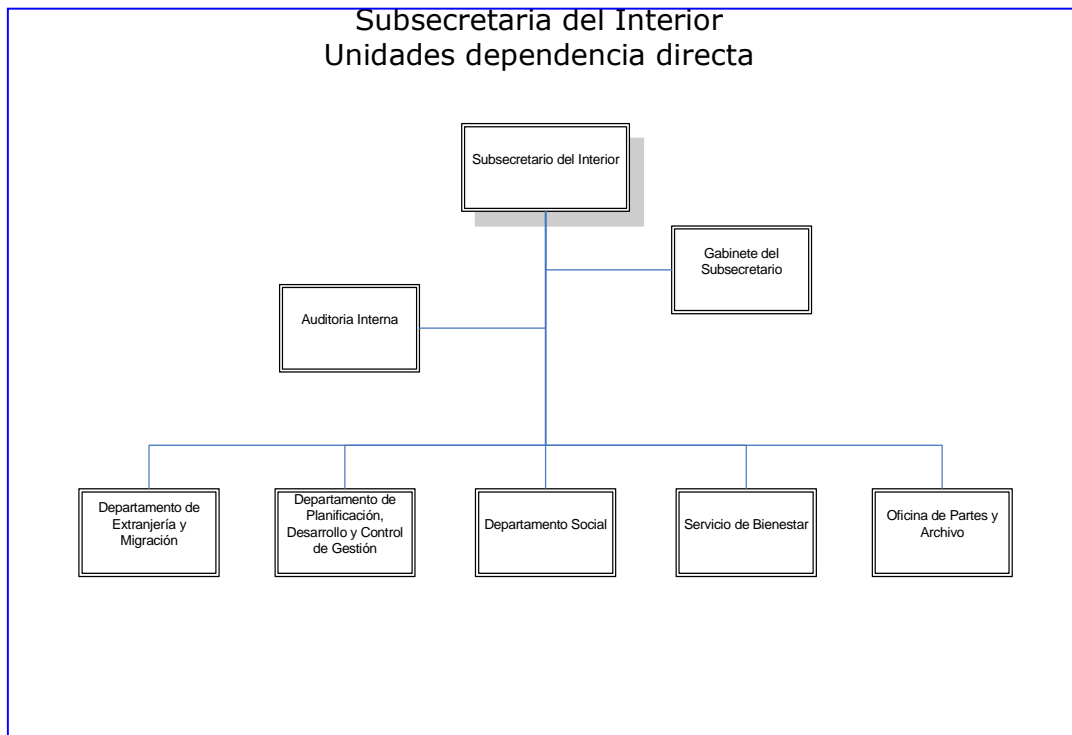 Subsecretaria del Interior
Unidades dependencia directa
Subsecretario del Interior
Gabinete del
Subsecretario
Auditoria Interna
Departamento de
Extranjería y
Migración
Departamento de
Planificación,
Desarrollo y Control
de Gestión
Departamento Social
Servicio de Bienestar
Oficina de Partes y
Archivo